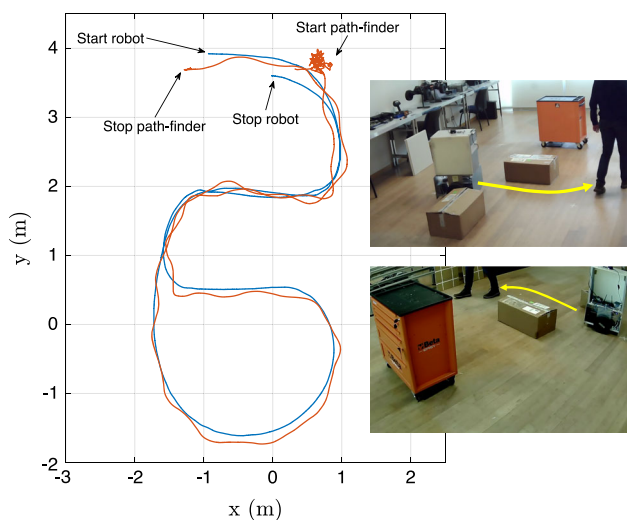 Start robot
Start path-finder
Stop path-finder
Stop robot
4
3
2
1
0
-1
-2
-3
-2
-1
0
1
2
y (m)
x (m)
Beta